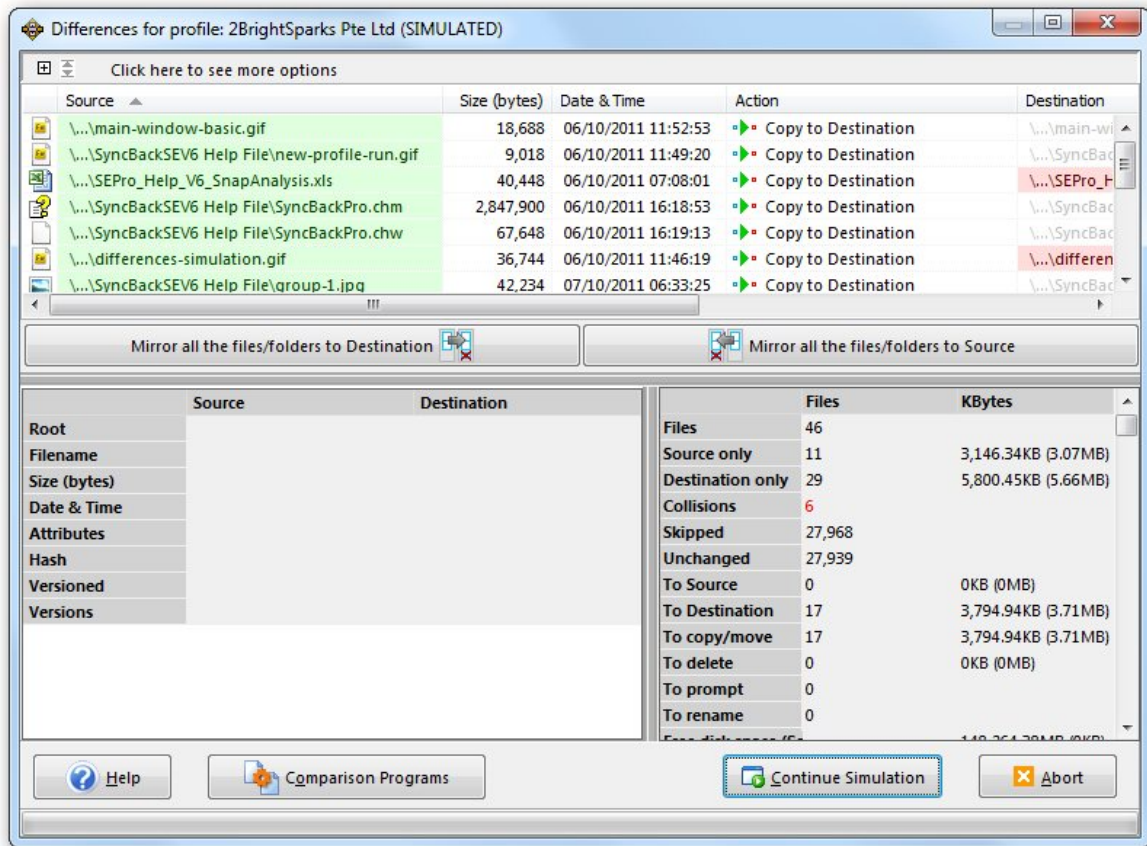 Differences for profile: 2BrightSparks Pte Ltd (SIMULATED)
Click here to see more options
Source Size (bytes) Date & Time Action Destination
\...\main-window-basic.gif 18,688 06/10/2011 11:52:53 Copy to Destination \...\main-wi
\...\SyncBackSEV6 Help File\new-profile-run.gif 9,018 06/10/2011 11:49:20 Copy to Destination \...\SyncBac
\...\SEPro_Help_V6_SnapAnalysis.xls 40,448 06/10/2011 07:08:01 Copy to Destination \...\SEPro_H
\...\SyncBackSEV6 Help File\SyncBackPro.chm 2,847,900 06/10/2011 16:18:53 Copy to Destination \...\SyncBac
\...\SyncBackSEV6 Help File\SyncBackPro.chw 67,648 06/10/2011 16:19:13 Copy to Destination \...\SyncBac
\...\differences-simulation.gif 36,744 06/10/2011 11:46:19 Copy to Destination \...\differen
\...\SyncBackSEV6 Help File\group-1.jpg 42,234 07/10/2011 06:33:25 Copy to Destination \...\SyncBac
Mirror all the files/folders to Destination Mirror all the files/folders to Source
Source Destination
Root
Filename
Size (bytes)
Date & Time
Attributes
Hash
Versioned
Versions
Files KBytes
Files 46
Source only 11 3,146.34KB (3.07MB)
Destination only 29 5,800.45KB (5.66MB)
Collisions 6
Skipped 27,968
Unchanged 27,939
To Source 0 0KB (0MB)
To Destination 17 3,794.94KB (3.71MB)
To copy/move 17 3,794.94KB (3.71MB)
To delete 0 0KB (0MB)
To prompt 0
To rename 0
Help Comparison Programs Continue Simulation Abort